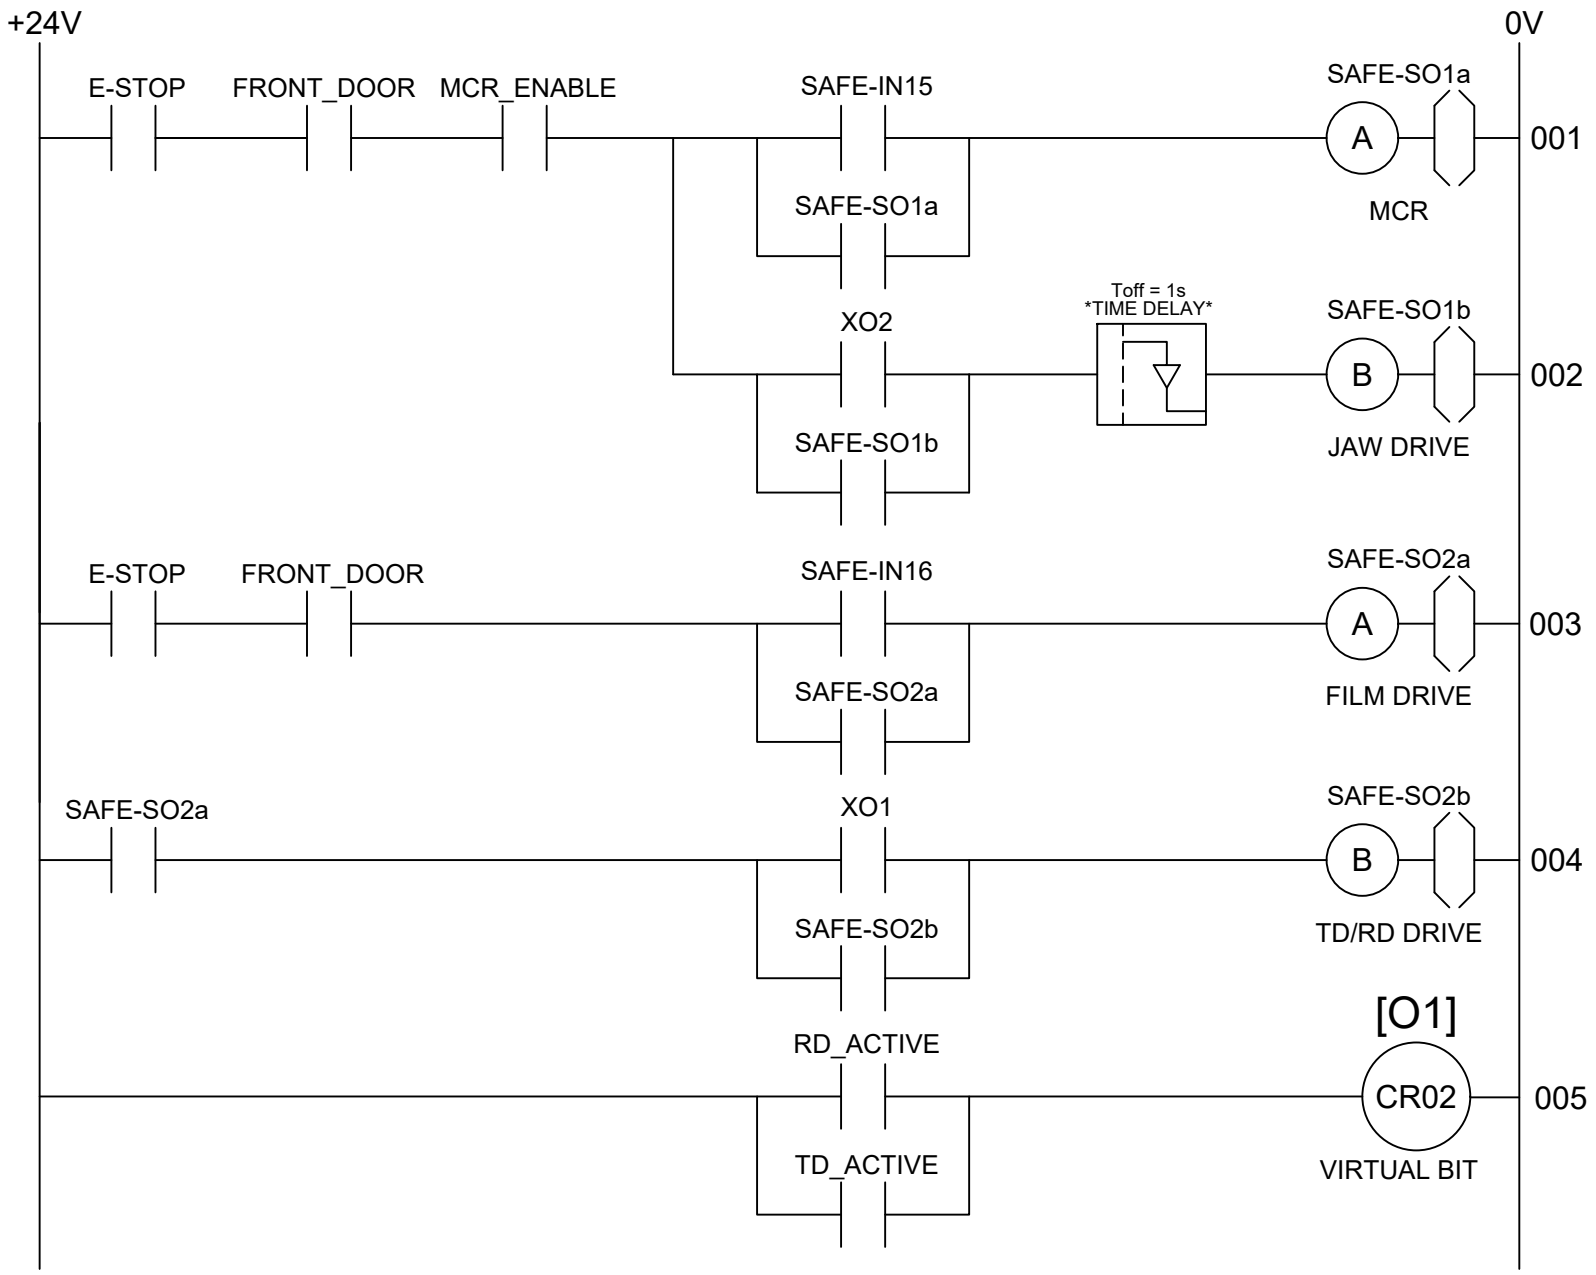 +24V
0V
E-STOP
FRONT_DOOR
MCR_ENABLE
SAFE-IN15
SAFE-SO1a
A
001
MCR
SAFE-SO1a
XO2
Toff = 1s
*TIME DELAY*
SAFE-SO1b
B
002
JAW DRIVE
SAFE-SO1b
E-STOP
FRONT_DOOR
SAFE-IN16
SAFE-SO2a
A
003
FILM DRIVE
SAFE-SO2a
SAFE-SO2a
XO1
SAFE-SO2b
B
004
TD/RD DRIVE
SAFE-SO2b
RD_ACTIVE
[O1]
CR02
005
VIRTUAL BIT
TD_ACTIVE